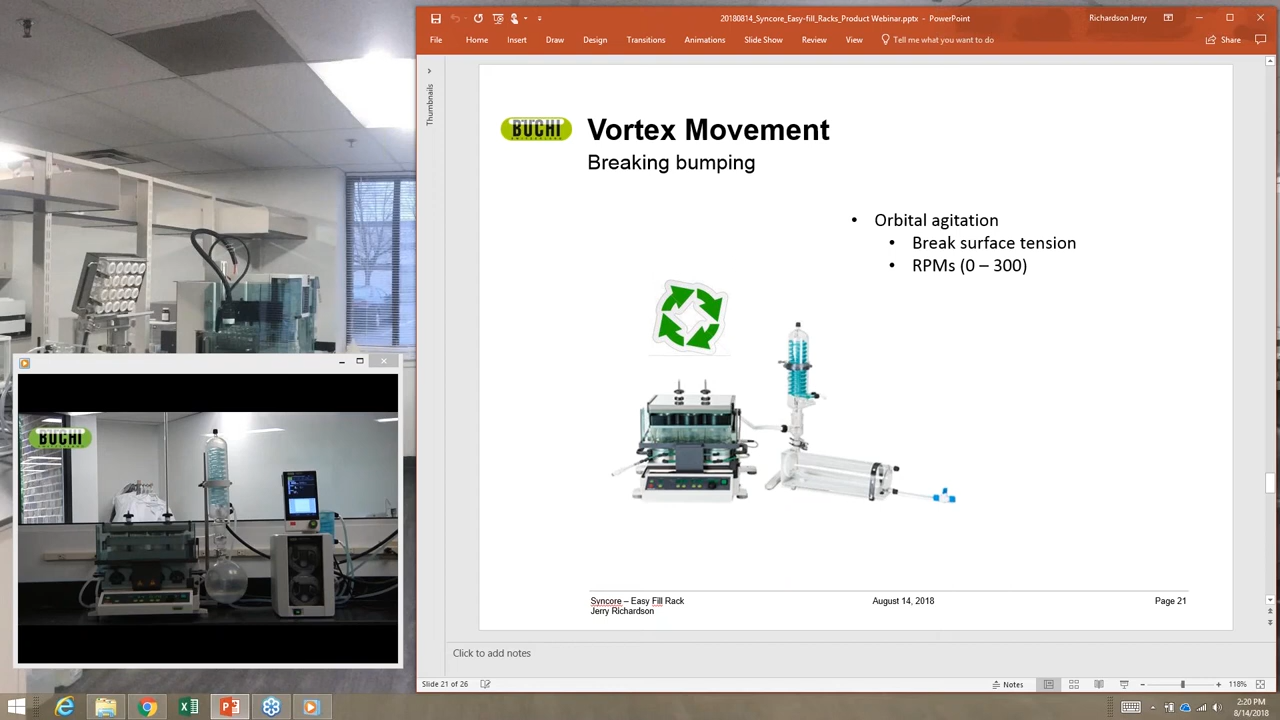 20180814_Syncore_Easy-fill_Racks_Product Webinar.pptx - PowerPoint
Richardson Jerry
File Home Insert Draw Design Transitions Animations Slide Show Review View Tell me what you want to do Share
Thumbnails
BUCHI
SWITZERLAND
Vortex Movement
Breaking bumping
• Orbital agitation
• Break surface tension
• RPMs (0 – 300)
BUCHI
SWITZERLAND
Syncore – Easy Fill Rack August 14, 2018 Page 21
Jerry Richardson
Click to add notes
Slide 21 of 26 Notes 118%
2:20 PM
8/14/2018